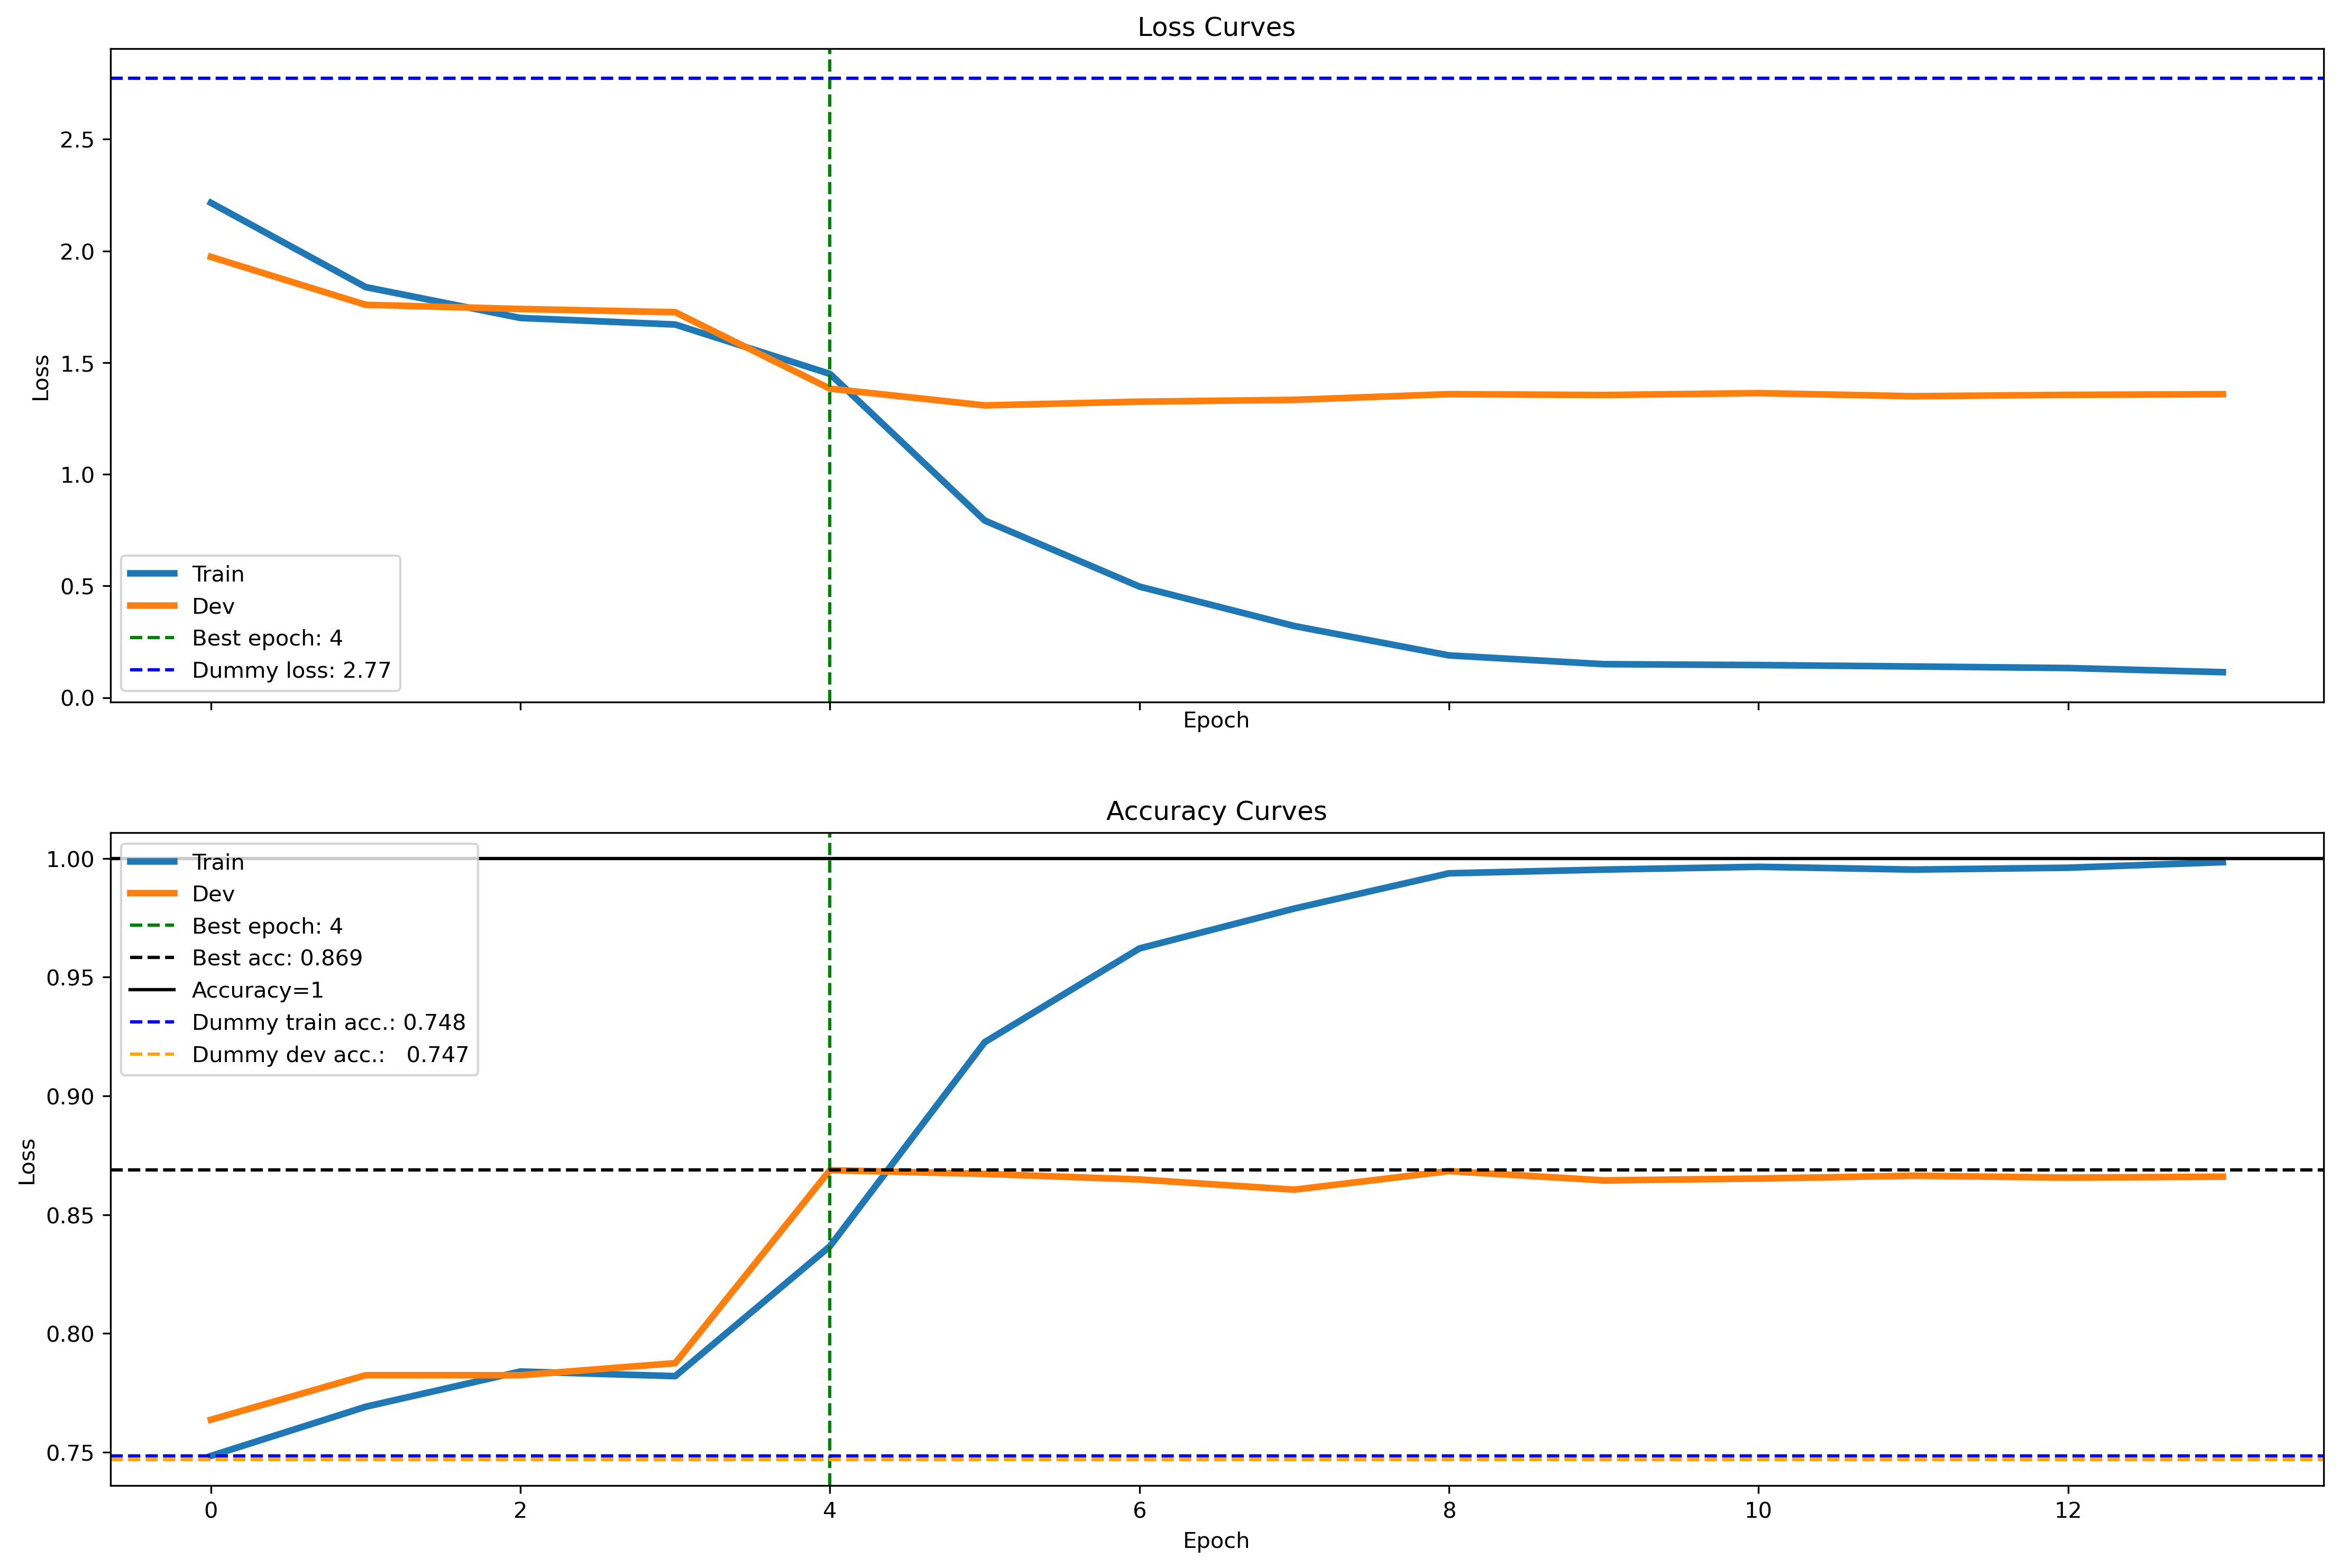 Loss Curves
2.5
2.0
1.5
1.0
0.5
0.0
Loss
Train
Dev
Best epoch: 4
Dummy loss: 2.77
Epoch
Accuracy Curves
1.00
0.95
0.90
0.85
0.80
0.75
Loss
Train
Dev
Best epoch: 4
Best acc: 0.869
Accuracy=1
Dummy train acc.: 0.748
Dummy dev acc.:   0.747
0 2 4 6 8 10 12
Epoch